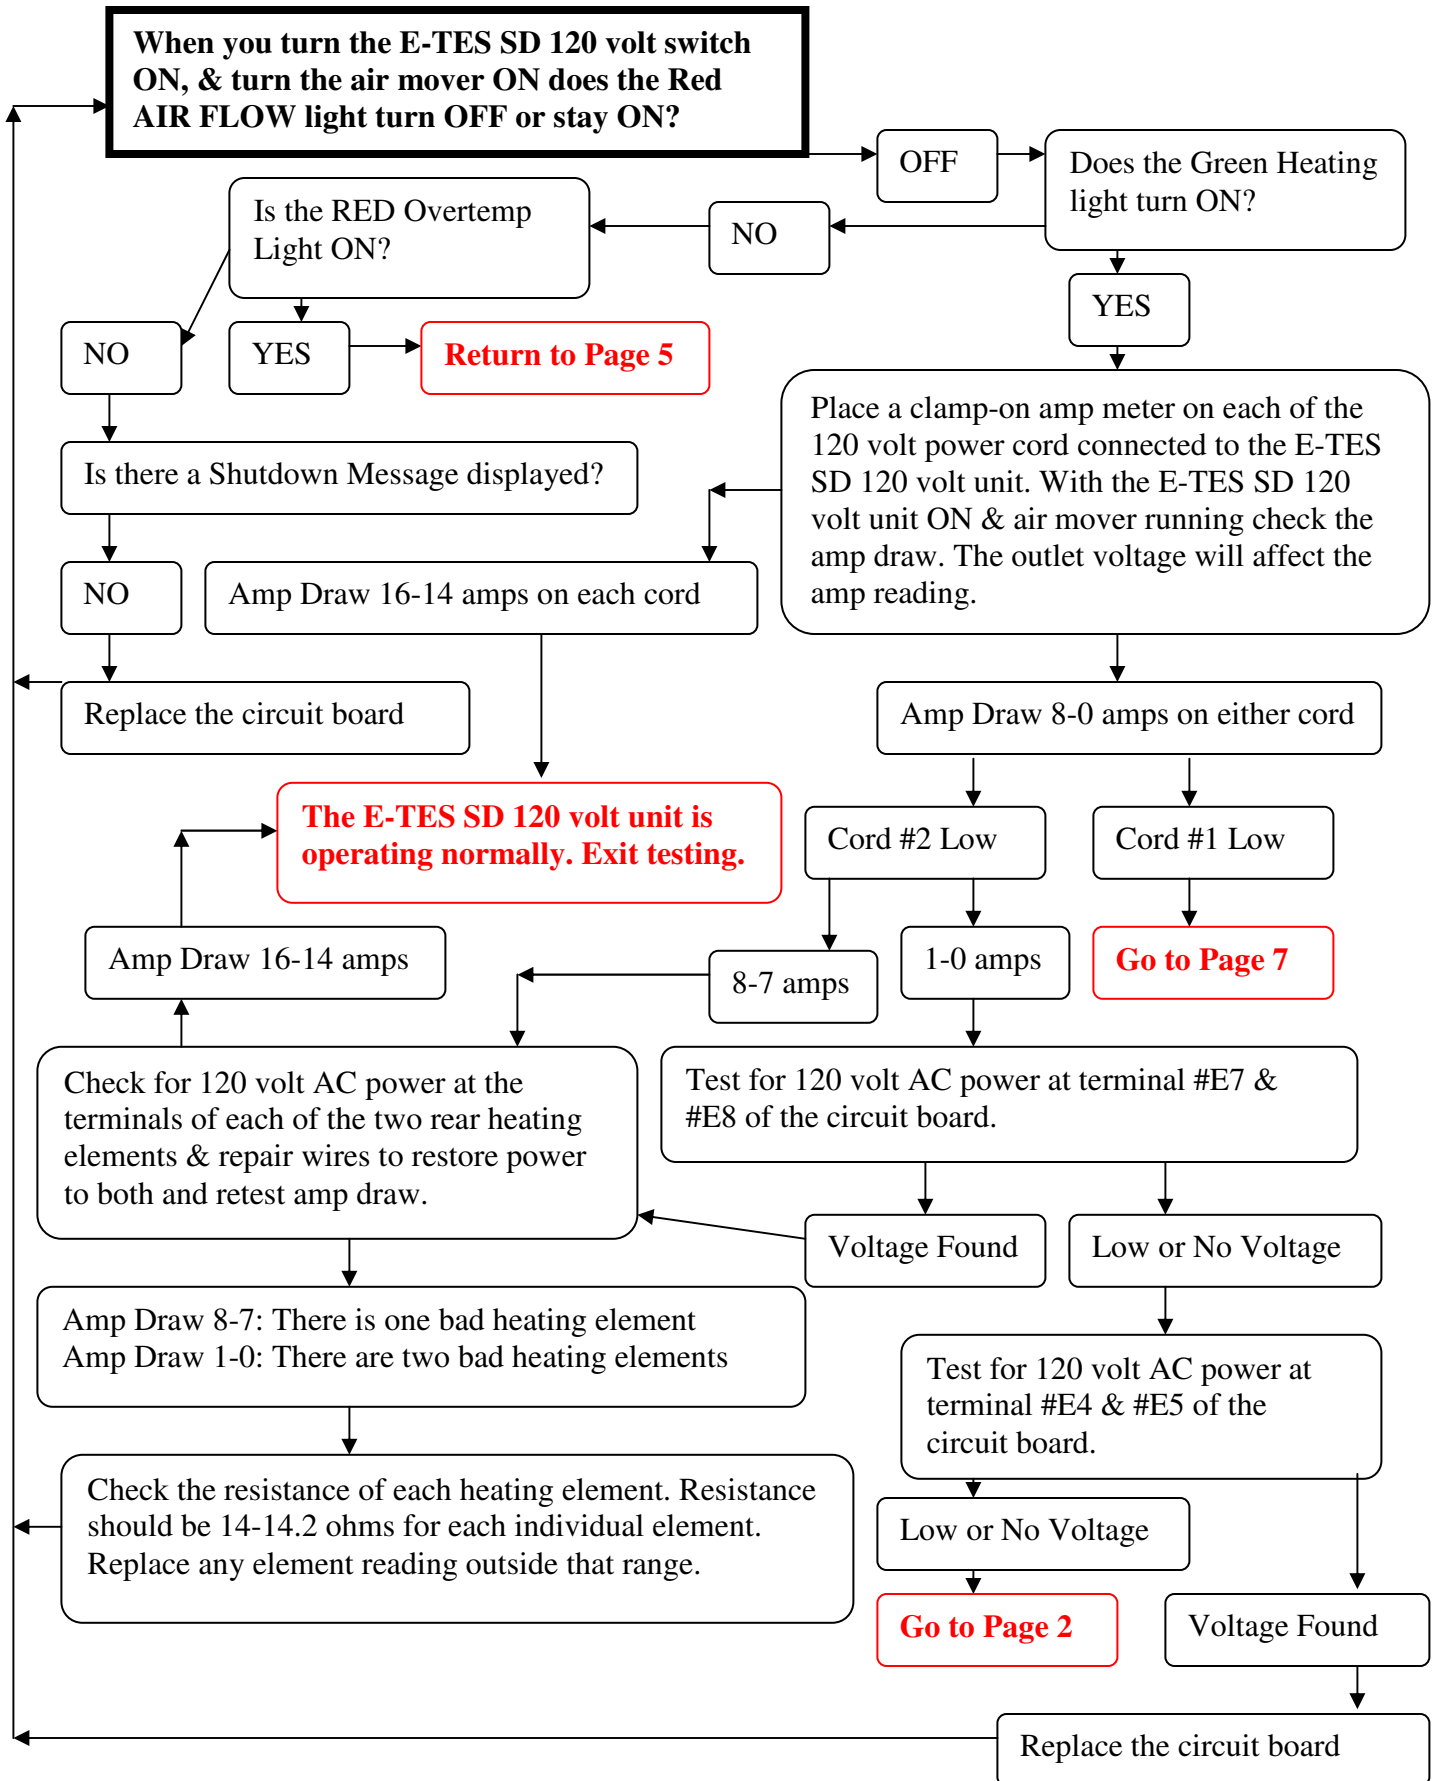 When you turn the E-TES SD 120 volt switch
ON, & turn the air mover ON does the Red
AIR FLOW light turn OFF or stay ON?
OFF
Does the Green Heating
light turn ON?
Is the RED Overtemp
Light ON?
NO
YES
NO
YES
Return to Page 5
Place a clamp-on amp meter on each of the
120 volt power cord connected to the E-TES
SD 120 volt unit. With the E-TES SD 120
volt unit ON & air mover running check the
amp draw. The outlet voltage will affect the
amp reading.
Is there a Shutdown Message displayed?
NO
Amp Draw 16-14 amps on each cord
Replace the circuit board
Amp Draw 8-0 amps on either cord
The E-TES SD 120 volt unit is
operating normally. Exit testing.
Cord #2 Low
Cord #1 Low
Amp Draw 16-14 amps
8-7 amps
1-0 amps
Go to Page 7
Check for 120 volt AC power at the
terminals of each of the two rear heating
elements & repair wires to restore power
to both and retest amp draw.
Test for 120 volt AC power at terminal #E7 &
#E8 of the circuit board.
Voltage Found
Low or No Voltage
Amp Draw 8-7: There is one bad heating element
Amp Draw 1-0: There are two bad heating elements
Test for 120 volt AC power at
terminal #E4 & #E5 of the
circuit board.
Check the resistance of each heating element. Resistance
should be 14-14.2 ohms for each individual element.
Replace any element reading outside that range.
Low or No Voltage
Go to Page 2
Voltage Found
Replace the circuit board